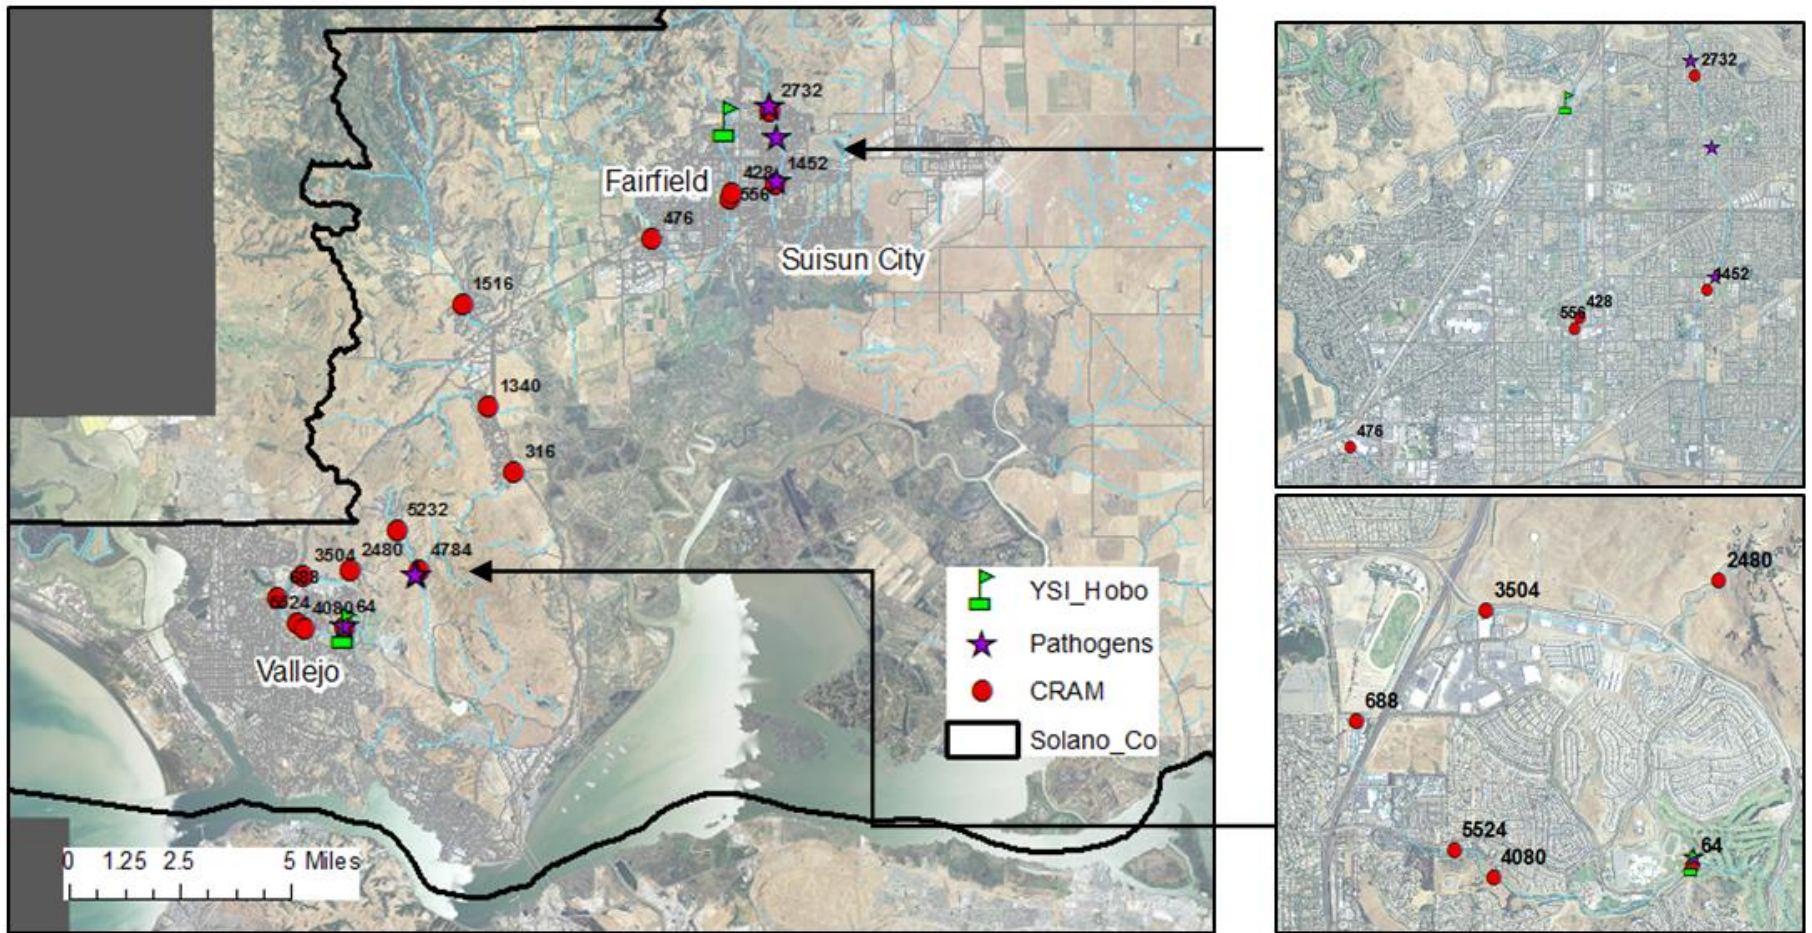 2732
1452
428
556
Fairfield
476
Suisun City
1516
1340
316
5232
3504 2480 4784
688
5524 4080 64
Vallejo
YSI_Hobo
Pathogens
CRAM
Solano_Co
0 1.25 2.5 5 Miles
2732
1452
428
556
476
2480
3504
688
5524
4080
64